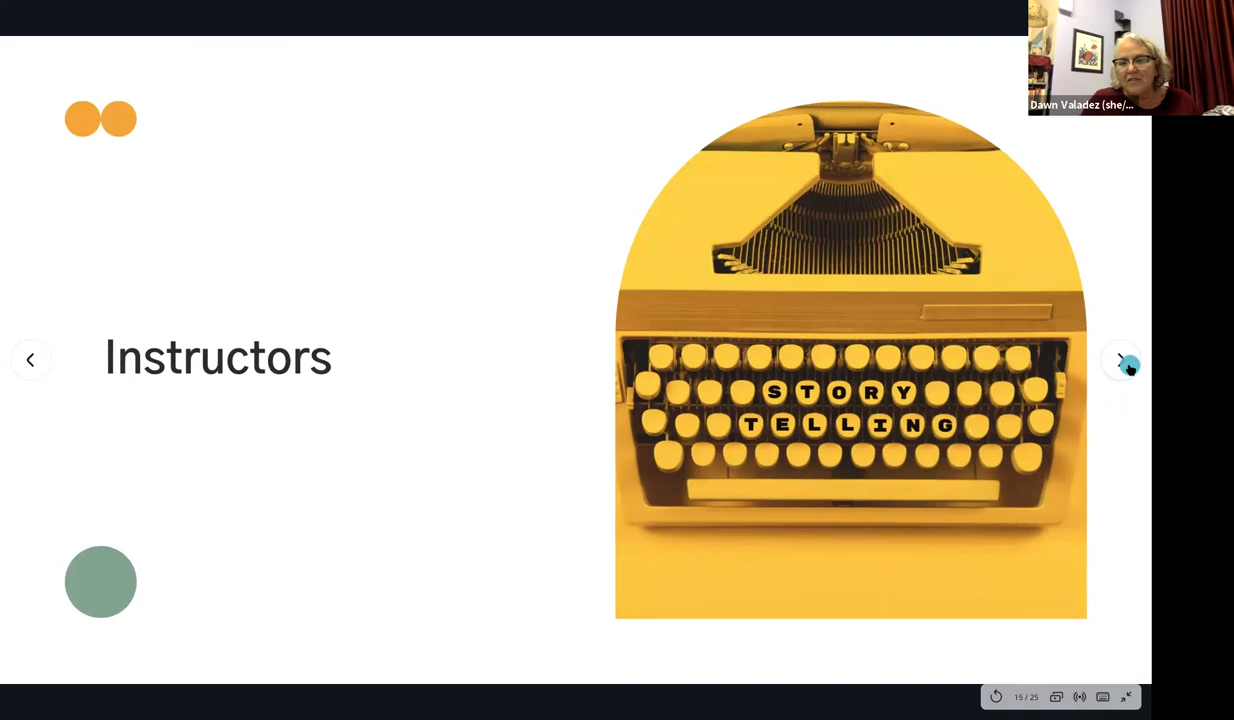 Dawn Valadez (she/...
Instructors
STORY
TELLING
15 / 25